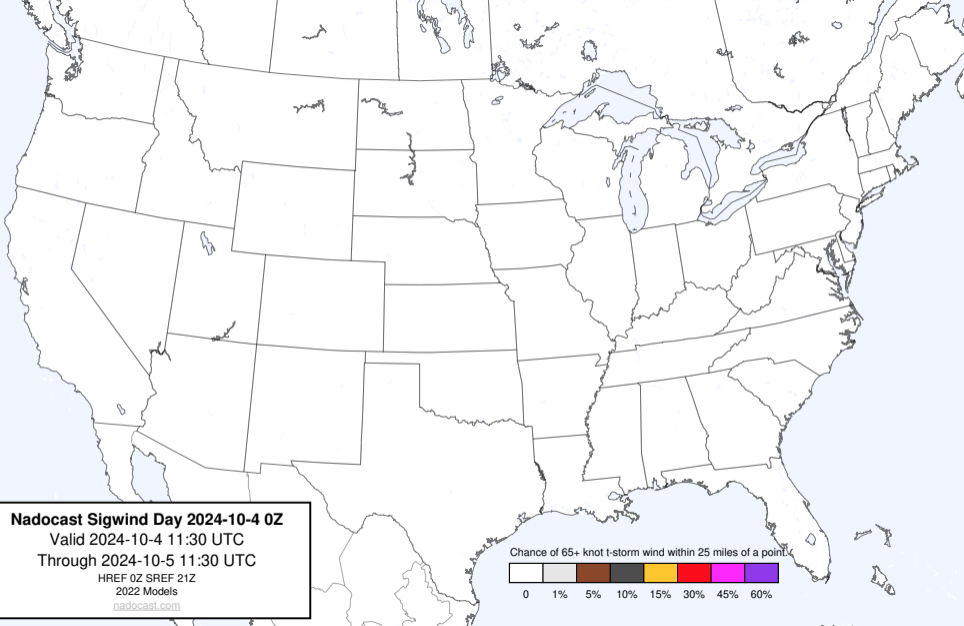 Nadocast Sigwind Day 2024-10-4 0Z
Valid 2024-10-4 11:30 UTC
Through 2024-10-5 11:30 UTC
HREF 0Z SREF 21Z
2022 Models
nadocast.com
Chance of 65+ knot t-storm wind within 25 miles of a point.
0 1% 5% 10% 15% 30% 45% 60%